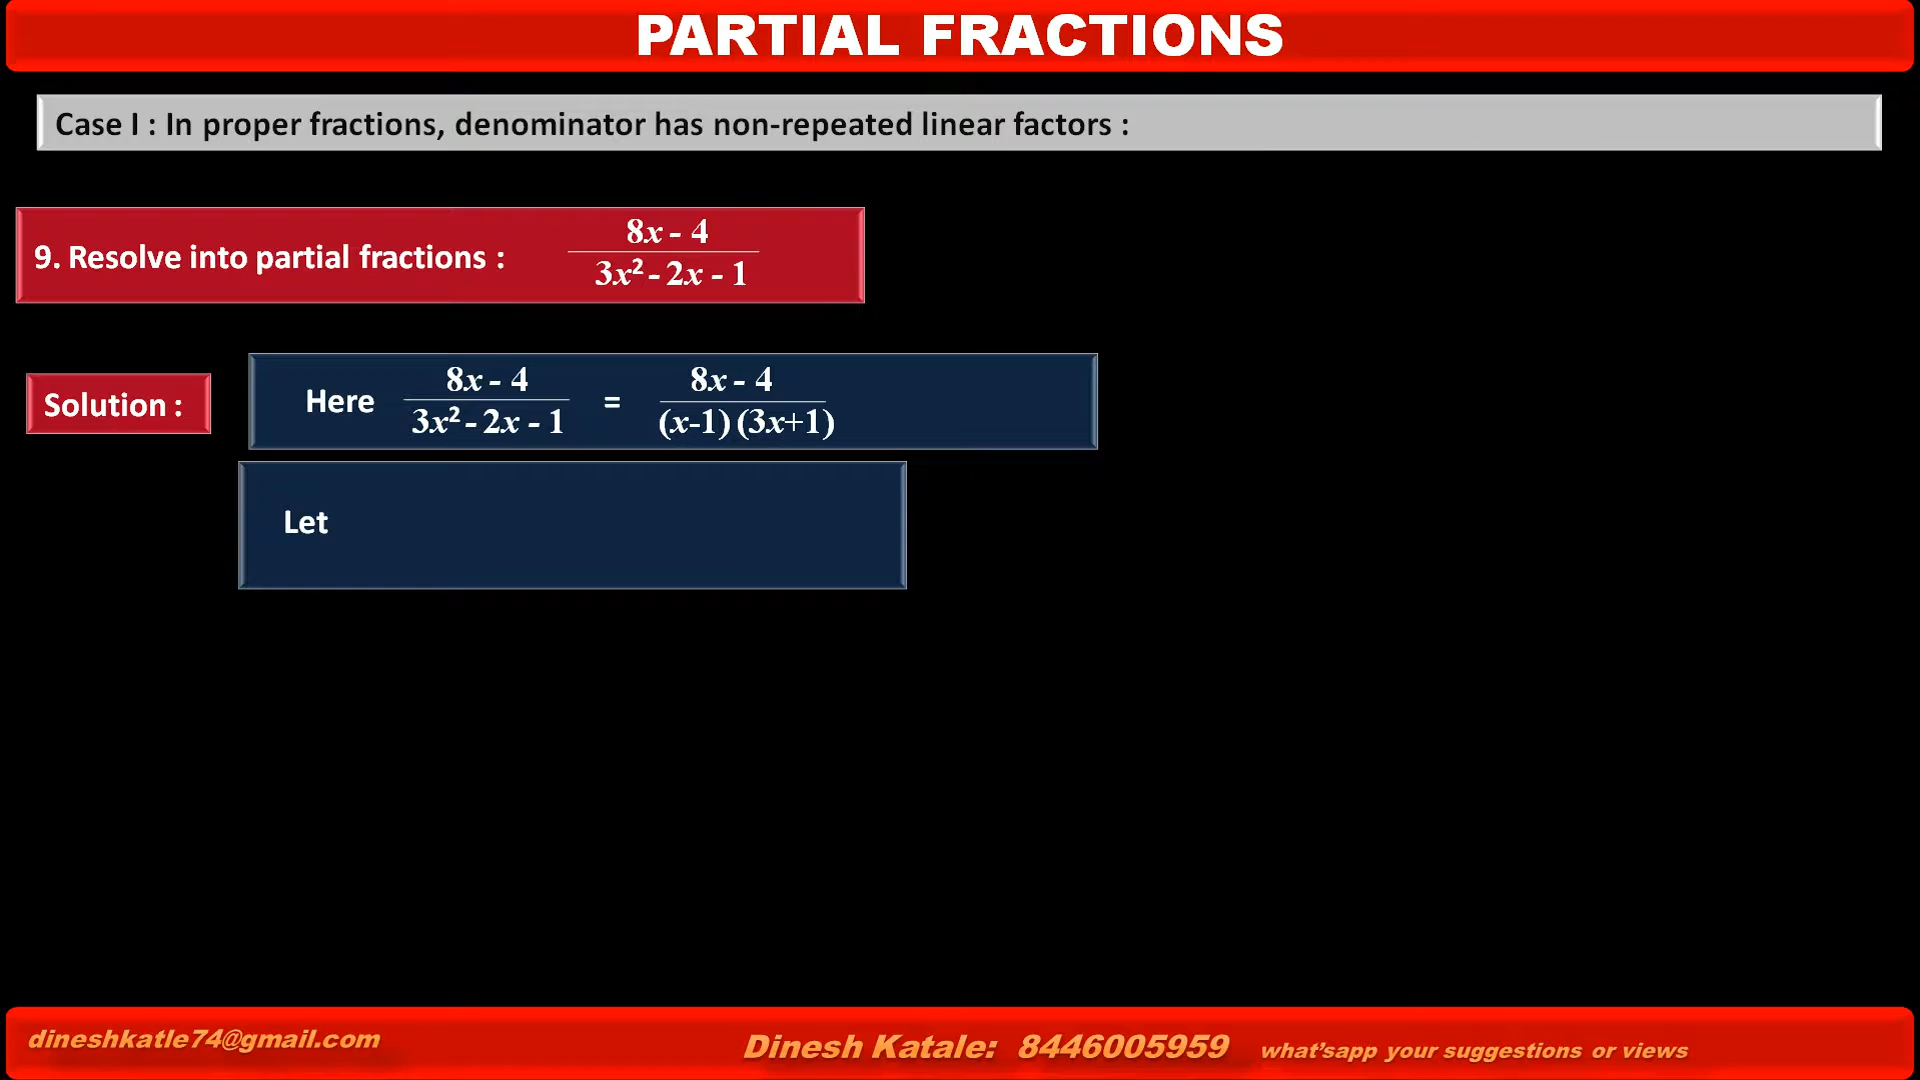 PARTIAL FRACTIONS
Case I : In proper fractions, denominator has non-repeated linear factors :
9. Resolve into partial fractions : 8x - 4 / 3x² - 2x - 1
Solution :
Here 8x - 4 / 3x² - 2x - 1 = 8x - 4 / (x-1) (3x+1)
Let
dineshkatle74@gmail.com
Dinesh Katale: 8446005959 what’sapp your suggestions or views